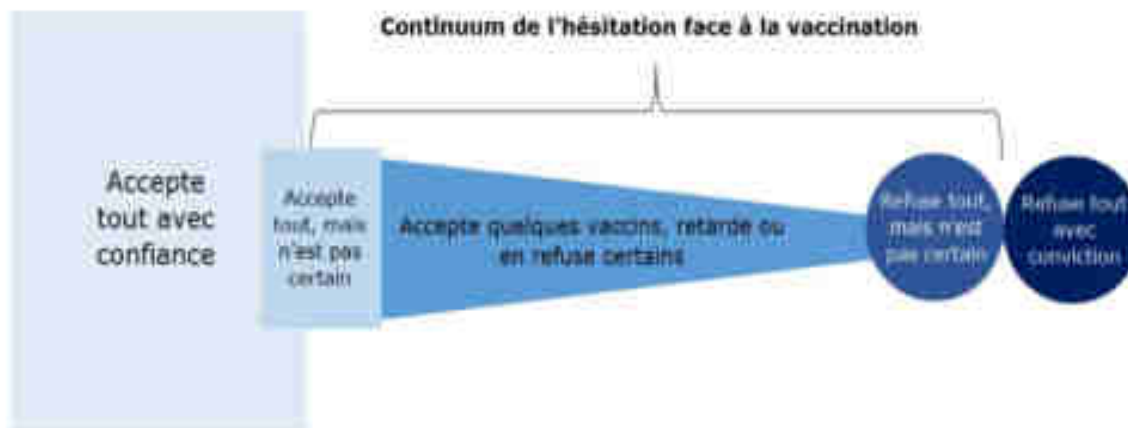 Continuum de l'hésitation face à la vaccination
Accepte
tout avec
confiance
Accepte
tout, mais
n'est pas
certain
Accepte quelques vaccins, retarde ou
en refuse certains
Refuse tout,
mais n'est
pas certain
Refuse tout
avec
conviction